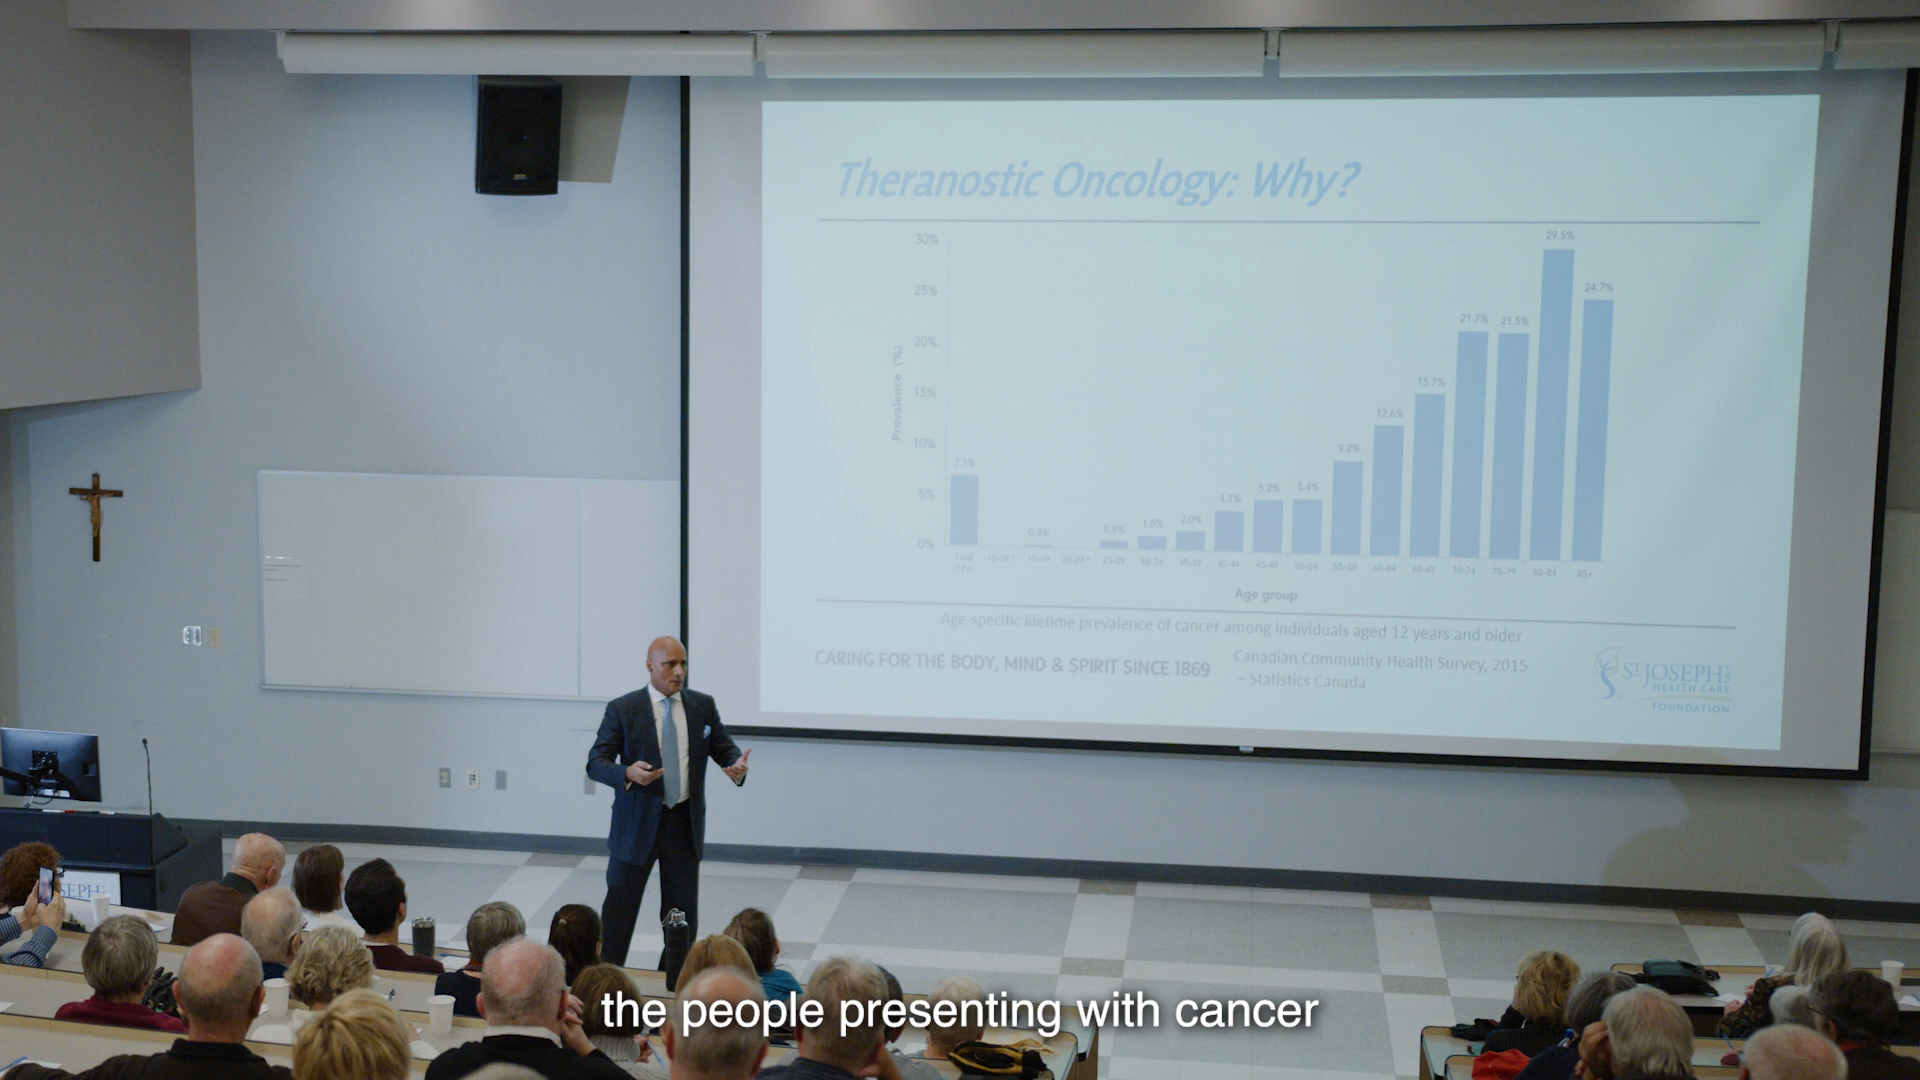 Theranostic Oncology: Why?
30%
25%
20%
15%
10%
5%
0%
Prevalence (%)
7.1%
0.3%
0.8%
1.5%
2.0%
4.1%
5.2%
5.4%
9.2%
12.6%
15.7%
21.7%
21.5%
29.5%
24.7%
Total 12-14* 15-19 20-24* 25-29 30-34 35-39 40-44 45-49 50-54 55-59 60-64 65-69 70-74 75-79 80-84 85+
(12+)
Age group
Age-specific lifetime prevalence of cancer among individuals aged 12 years and older
CARING FOR THE BODY, MIND & SPIRIT SINCE 1869
Canadian Community Health Survey, 2015
– Statistics Canada
ST. JOSEPH'S
HEALTH CARE
FOUNDATION
the people presenting with cancer